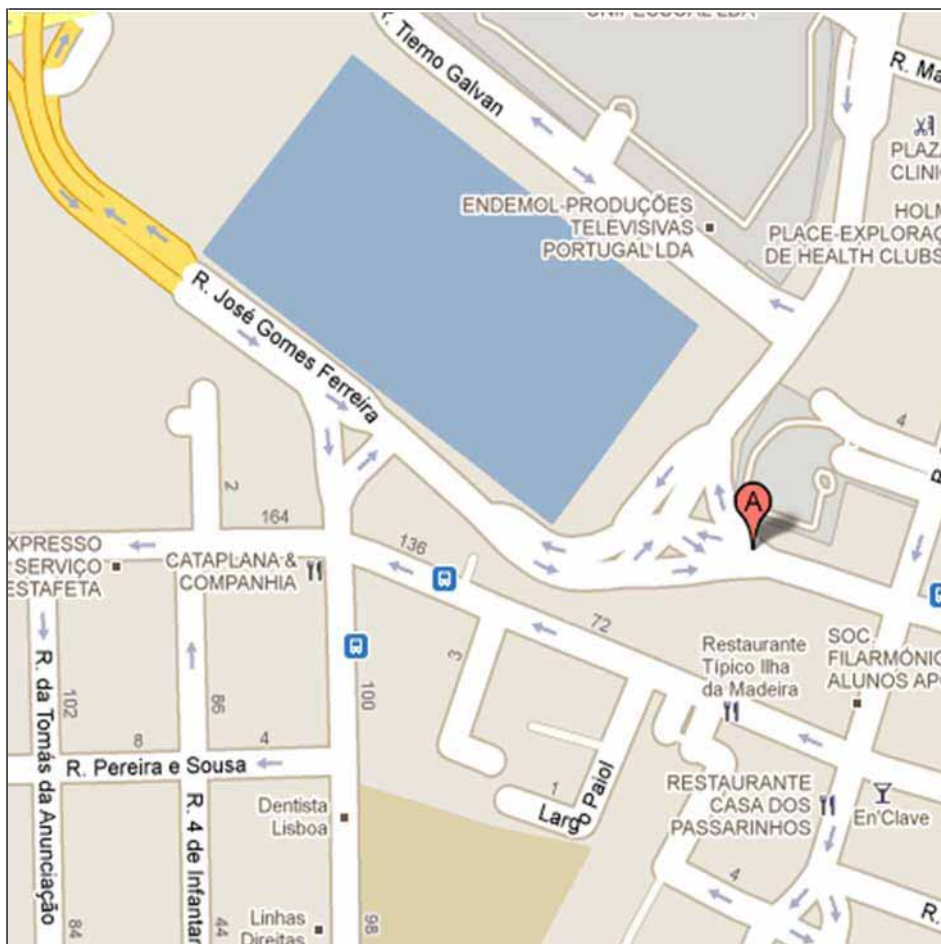 UNIPESSOAL LDA
R. Tierno Galvan
R. Ma
PLAZA
CLINIC
ENDEMOL-PRODUÇÕES
TELEVISIVAS
PORTUGAL LDA
HOLM
PLACE-EXPLORAÇ
DE HEALTH CLUBS
R. José Gomes Ferreira
4
A
2
164
XPRESSO
SERVIÇO
ESTAFETA
CATAPLANA &
COMPANHIA
136
72
3
Restaurante
Típico Ilha
da Madeira
SOC.
FILARMÓNIC
ALUNOS APO
R. da Tomás da Anunciação
102
86
100
8
4
R. Pereira e Sousa
1
Largo Paiol
Dentista
Lisboa
RESTAURANTE
CASA DOS
PASSARINHOS
En'Clave
R. 4 de Infantar
4
84
44
98
Linhas
Direitas
R.